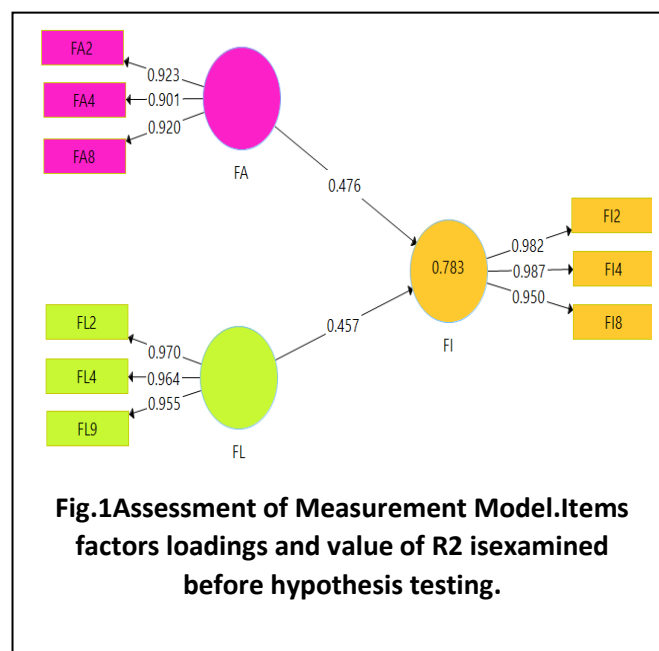 FA2
0.923
FA4
0.901
FA8
0.920
FA
0.476
FI2
0.982
0.783
0.987
FI4
0.950
FI8
FI
FL2
0.970
FL4
0.964
FL9
0.955
FL
0.457
Fig.1Assessment of Measurement Model.Items
factors loadings and value of R2 isexamined
before hypothesis testing.